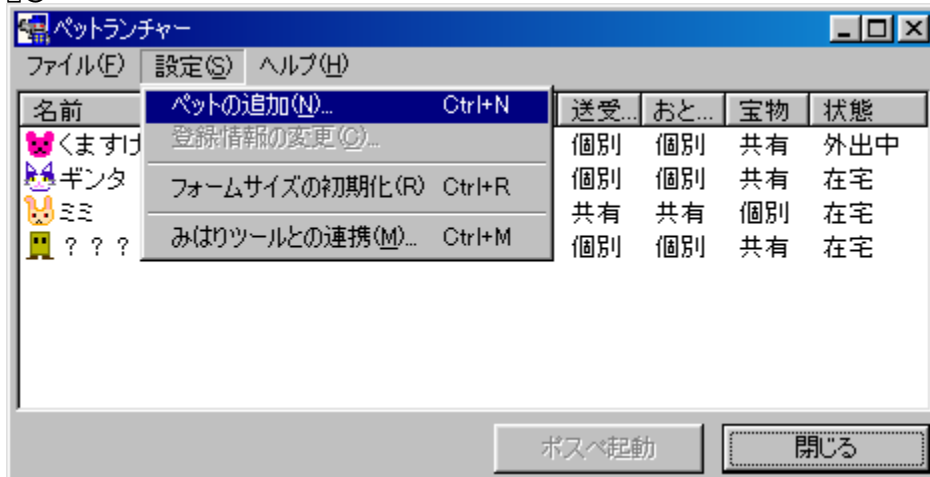 ペットランチャー
ファイル(F) 設定(S) ヘルプ(H)
名前 送受... おと... 宝物 状態
ペットの追加(N)... Ctrl+N
登録情報の変更(C)...
フォームサイズの初期化(R) Ctrl+R
みはりツールとの連携(M)... Ctrl+M
くますけ 個別 個別 共有 外出中
ギンタ 個別 個別 共有 在宅
ミミ 共有 共有 個別 在宅
??? 個別 個別 共有 在宅
ポスペ起動 閉じる